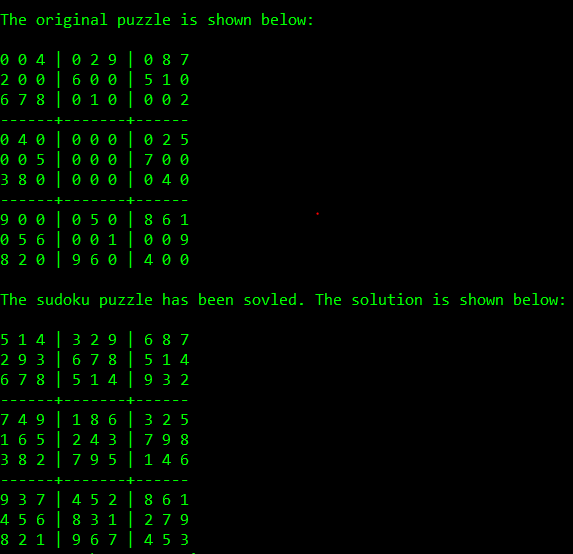 The original puzzle is shown below:
0 0 4 | 0 2 9 | 0 8 7
2 0 0 | 6 0 0 | 5 1 0
6 7 8 | 0 1 0 | 0 0 2
------+-------+------
0 4 0 | 0 0 0 | 0 2 5
0 0 5 | 0 0 0 | 7 0 0
3 8 0 | 0 0 0 | 0 4 0
------+-------+------
9 0 0 | 0 5 0 | 8 6 1
0 5 6 | 0 0 1 | 0 0 9
8 2 0 | 9 6 0 | 4 0 0
The sudoku puzzle has been sovled. The solution is shown below:
5 1 4 | 3 2 9 | 6 8 7
2 9 3 | 6 7 8 | 5 1 4
6 7 8 | 5 1 4 | 9 3 2
------+-------+------
7 4 9 | 1 8 6 | 3 2 5
1 6 5 | 2 4 3 | 7 9 8
3 8 2 | 7 9 5 | 1 4 6
------+-------+------
9 3 7 | 4 5 2 | 8 6 1
4 5 6 | 8 3 1 | 2 7 9
8 2 1 | 9 6 7 | 4 5 3